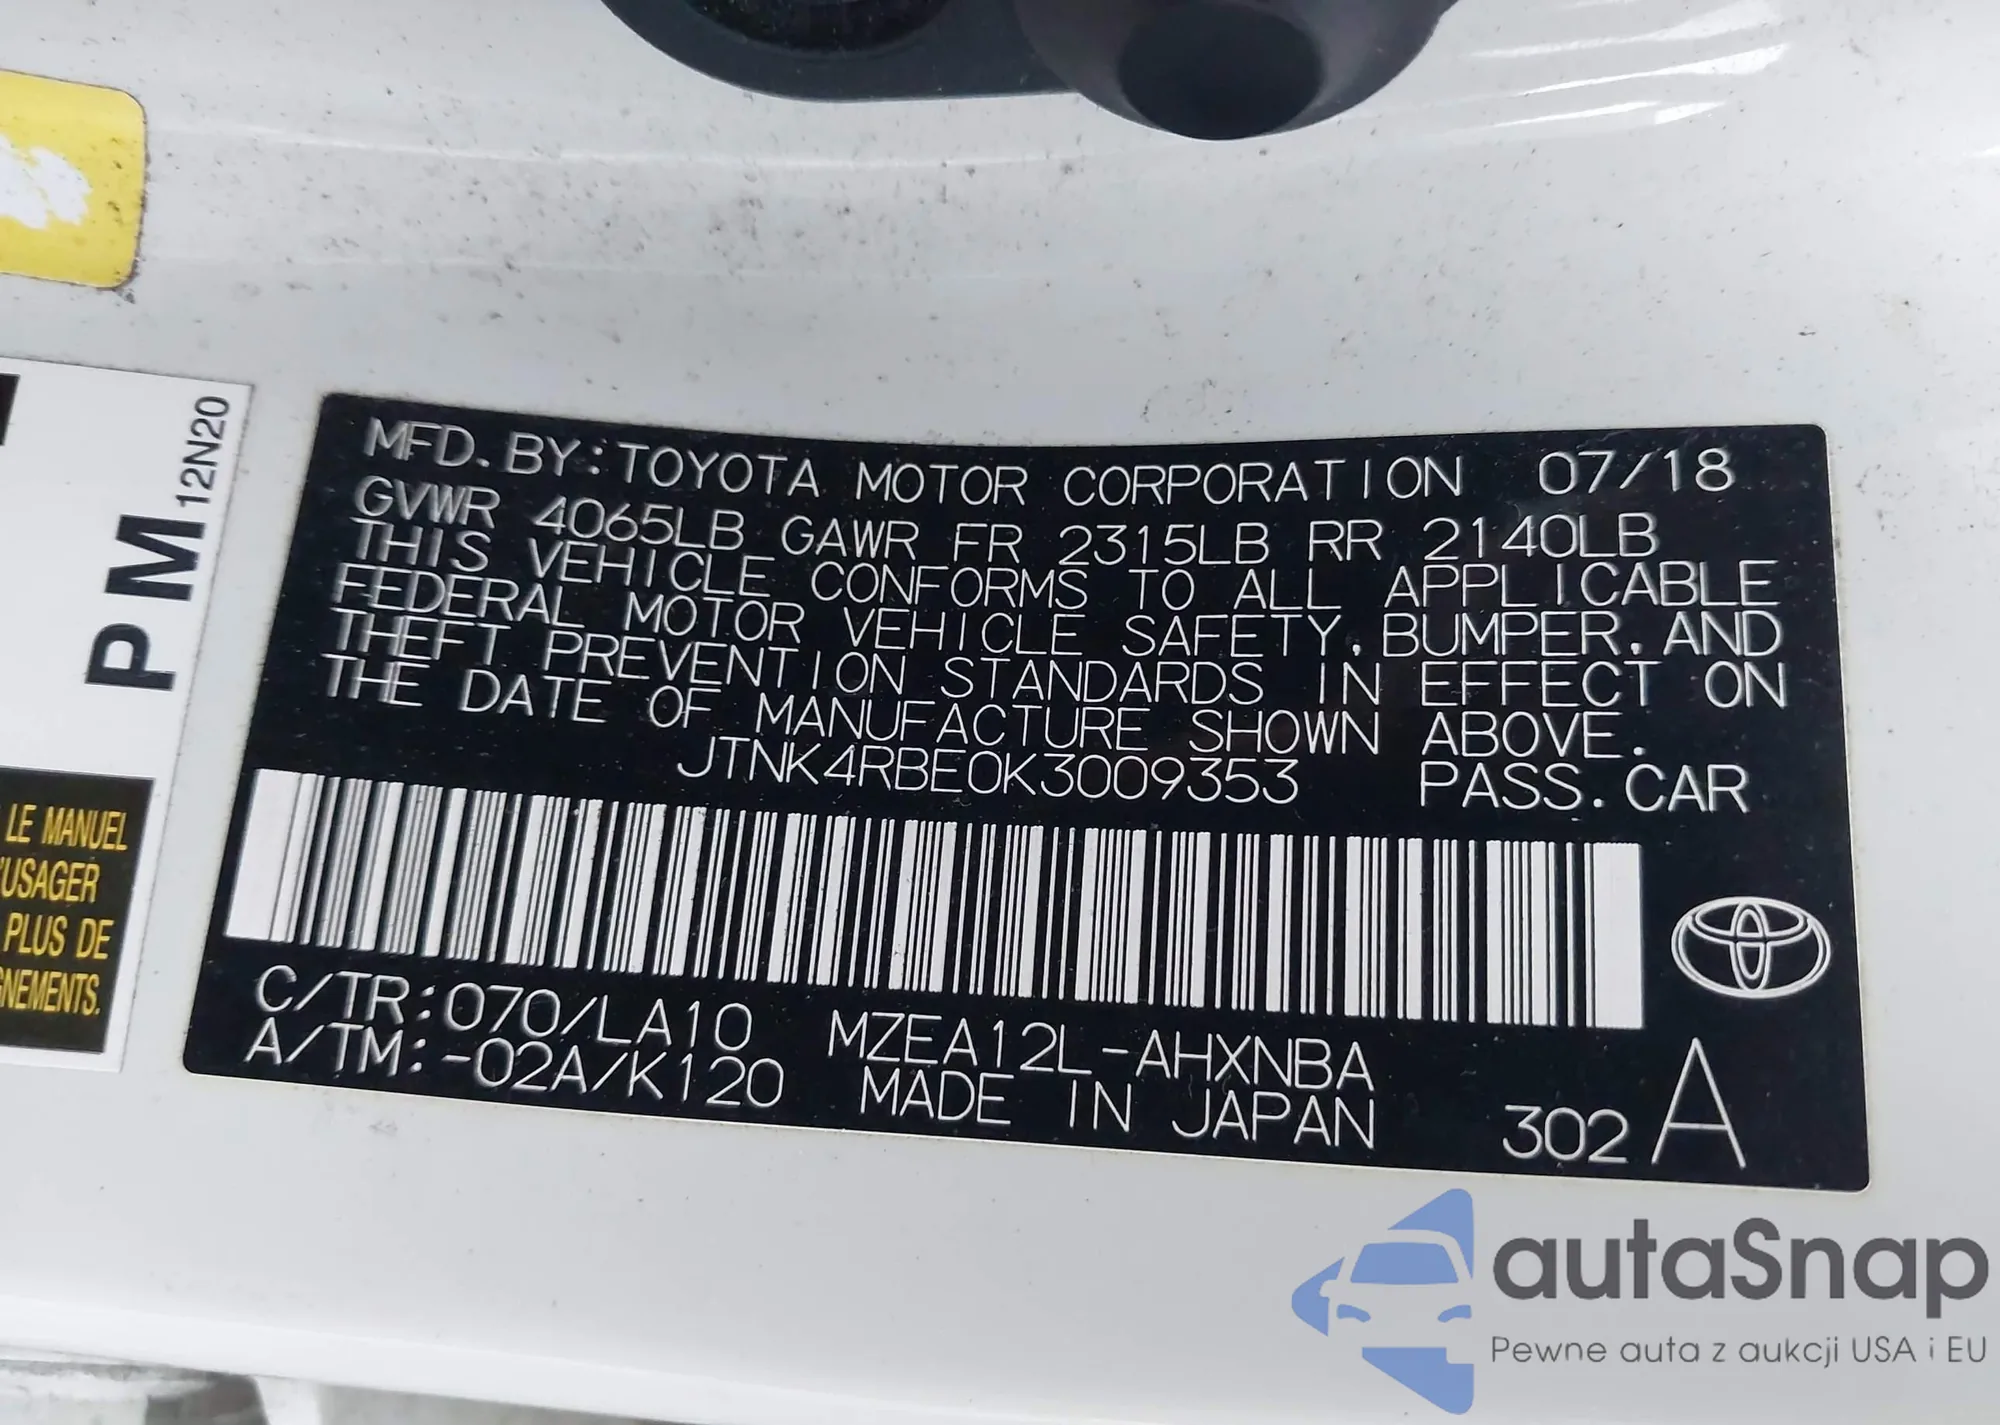 MFD. BY: TOYOTA MOTOR CORPORATION 07/18
GVWR 4065LB GAWR FR 2315LB RR 2140LB
THIS VEHICLE CONFORMS TO ALL APPLICABLE
FEDERAL MOTOR VEHICLE SAFETY, BUMPER, AND
THEFT PREVENTION STANDARDS IN EFFECT ON
THE DATE OF MANUFACTURE SHOWN ABOVE.
JTNK4RBE0K3009353 PASS. CAR
C/TR:070/LA10 MZEA12L-AHXNBA
A/TM:-02A/K120 MADE IN JAPAN 302 A
PM 12N20
LE MANUEL
'USAGER
PLUS DE
GNEMENTS.
autaSnap
Pewne auta z aukcji USA i EU